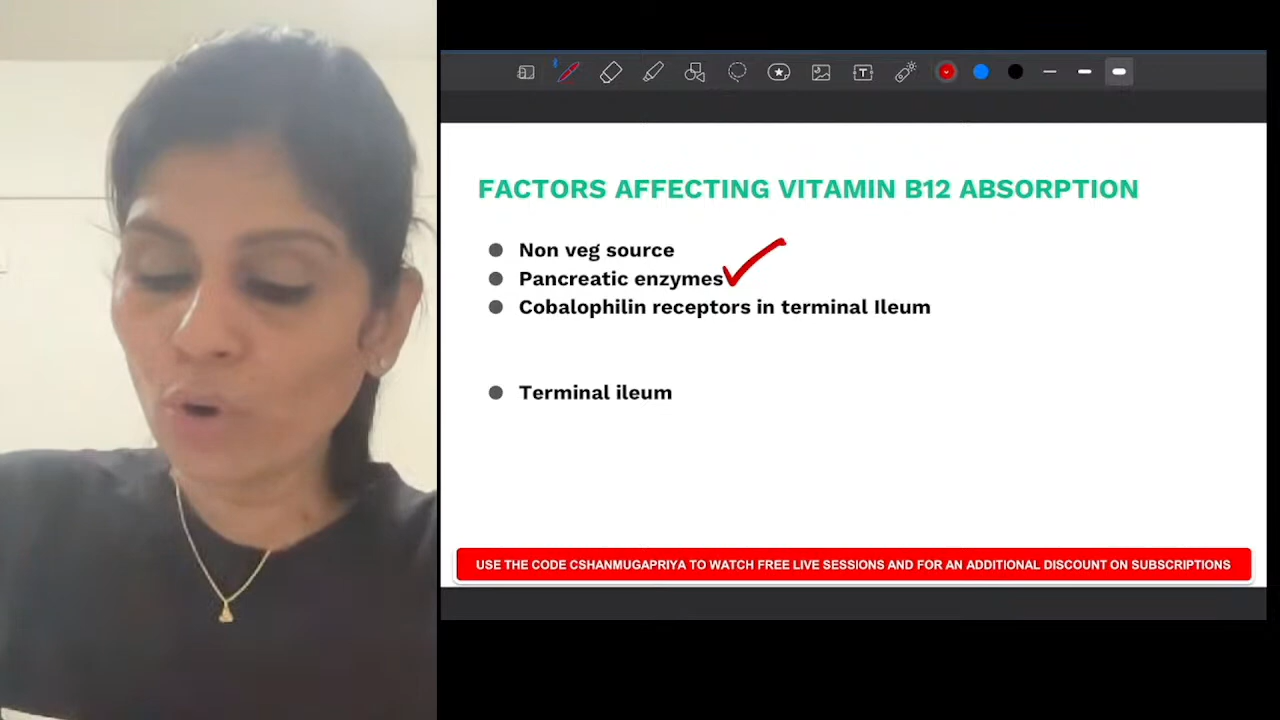 FACTORS AFFECTING VITAMIN B12 ABSORPTION
Non veg source
Pancreatic enzymes
Cobalophilin receptors in terminal Ileum
Terminal ileum
USE THE CODE CSHANMUGAPRIYA TO WATCH FREE LIVE SESSIONS AND FOR AN ADDITIONAL DISCOUNT ON SUBSCRIPTIONS